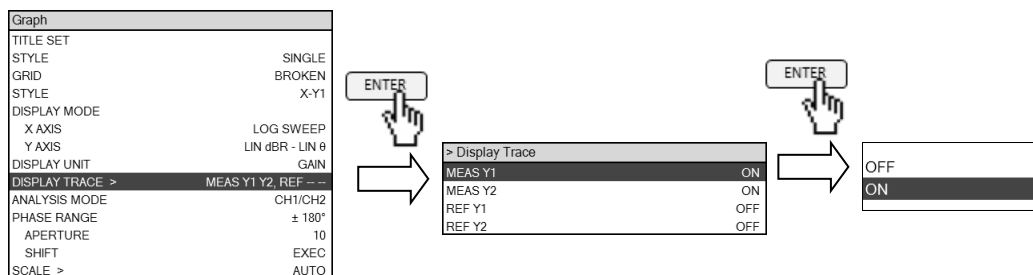 Graph
TITLE SET
STYLE SINGLE
GRID BROKEN
STYLE X-Y1
DISPLAY MODE
X AXIS LOG SWEEP
Y AXIS LIN dBR - LIN θ
DISPLAY UNIT GAIN
DISPLAY TRACE > MEAS Y1 Y2, REF -- --
ANALYSIS MODE CH1/CH2
PHASE RANGE ± 180°
APERTURE 10
SHIFT EXEC
SCALE > AUTO
ENTER
> Display Trace
MEAS Y1 ON
MEAS Y2 ON
REF Y1 OFF
REF Y2 OFF
ENTER
OFF
ON